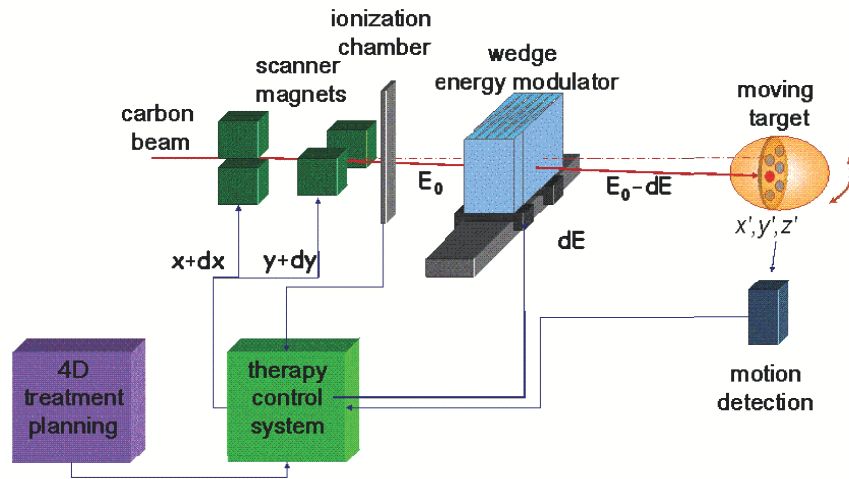 ionization
chamber
wedge
energy modulator
scanner
magnets
moving
target
carbon
beam
E₀
E₀-dE
x',y',z'
dE
x+dx
y+dy
4D
treatment
planning
therapy
control
system
motion
detection